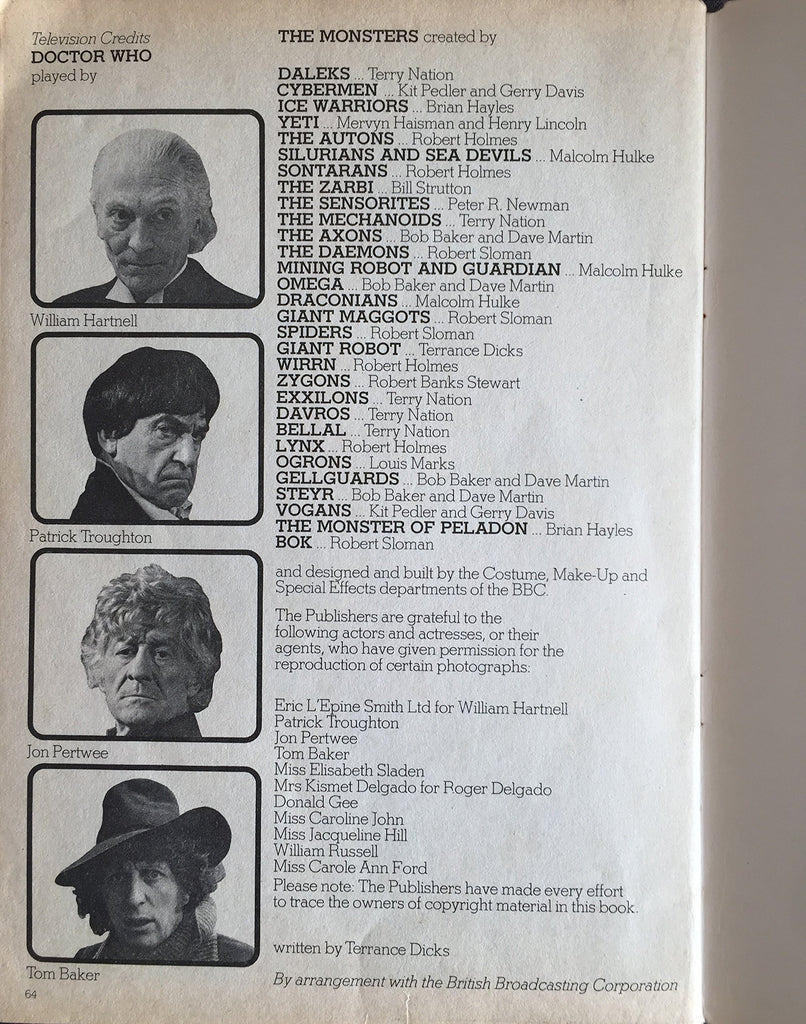 Television Credits
DOCTOR WHO
played by
William Hartnell
Patrick Troughton
Jon Pertwee
Tom Baker
64
THE MONSTERS created by
DALEKS ... Terry Nation
CYBERMEN ... Kit Pedler and Gerry Davis
ICE WARRIORS ... Brian Hayles
YETI ... Mervyn Haisman and Henry Lincoln
THE AUTONS ... Robert Holmes
SILURIANS AND SEA DEVILS ... Malcolm Hulke
SONTARANS ... Robert Holmes
THE ZARBI ... Bill Strutton
THE SENSORITES ... Peter R. Newman
THE MECHANOIDS ... Terry Nation
THE AXONS ... Bob Baker and Dave Martin
THE DAEMONS ... Robert Sloman
MINING ROBOT AND GUARDIAN ... Malcolm Hulke
OMEGA ... Bob Baker and Dave Martin
DRACONIANS ... Malcolm Hulke
GIANT MAGGOTS ... Robert Sloman
SPIDERS ... Robert Sloman
GIANT ROBOT ... Terrance Dicks
WIRRN ... Robert Holmes
ZYGONS ... Robert Banks Stewart
EXXILONS ... Terry Nation
DAVROS ... Terry Nation
BELLAL ... Terry Nation
LYNX ... Robert Holmes
OGRONS ... Louis Marks
GELLGUARDS ... Bob Baker and Dave Martin
STEYR ... Bob Baker and Dave Martin
VOGANS ... Kit Pedler and Gerry Davis
THE MONSTER OF PELADON ... Brian Hayles
BOK ... Robert Sloman
and designed and built by the Costume, Make-Up and
Special Effects departments of the BBC.
The Publishers are grateful to the
following actors and actresses, or their
agents, who have given permission for the
reproduction of certain photographs:
Eric L'Epine Smith Ltd for William Hartnell
Patrick Troughton
Jon Pertwee
Tom Baker
Miss Elisabeth Sladen
Mrs Kismet Delgado for Roger Delgado
Donald Gee
Miss Caroline John
Miss Jacqueline Hill
William Russell
Miss Carole Ann Ford
Please note: The Publishers have made every effort
to trace the owners of copyright material in this book.
written by Terrance Dicks
By arrangement with the British Broadcasting Corporation